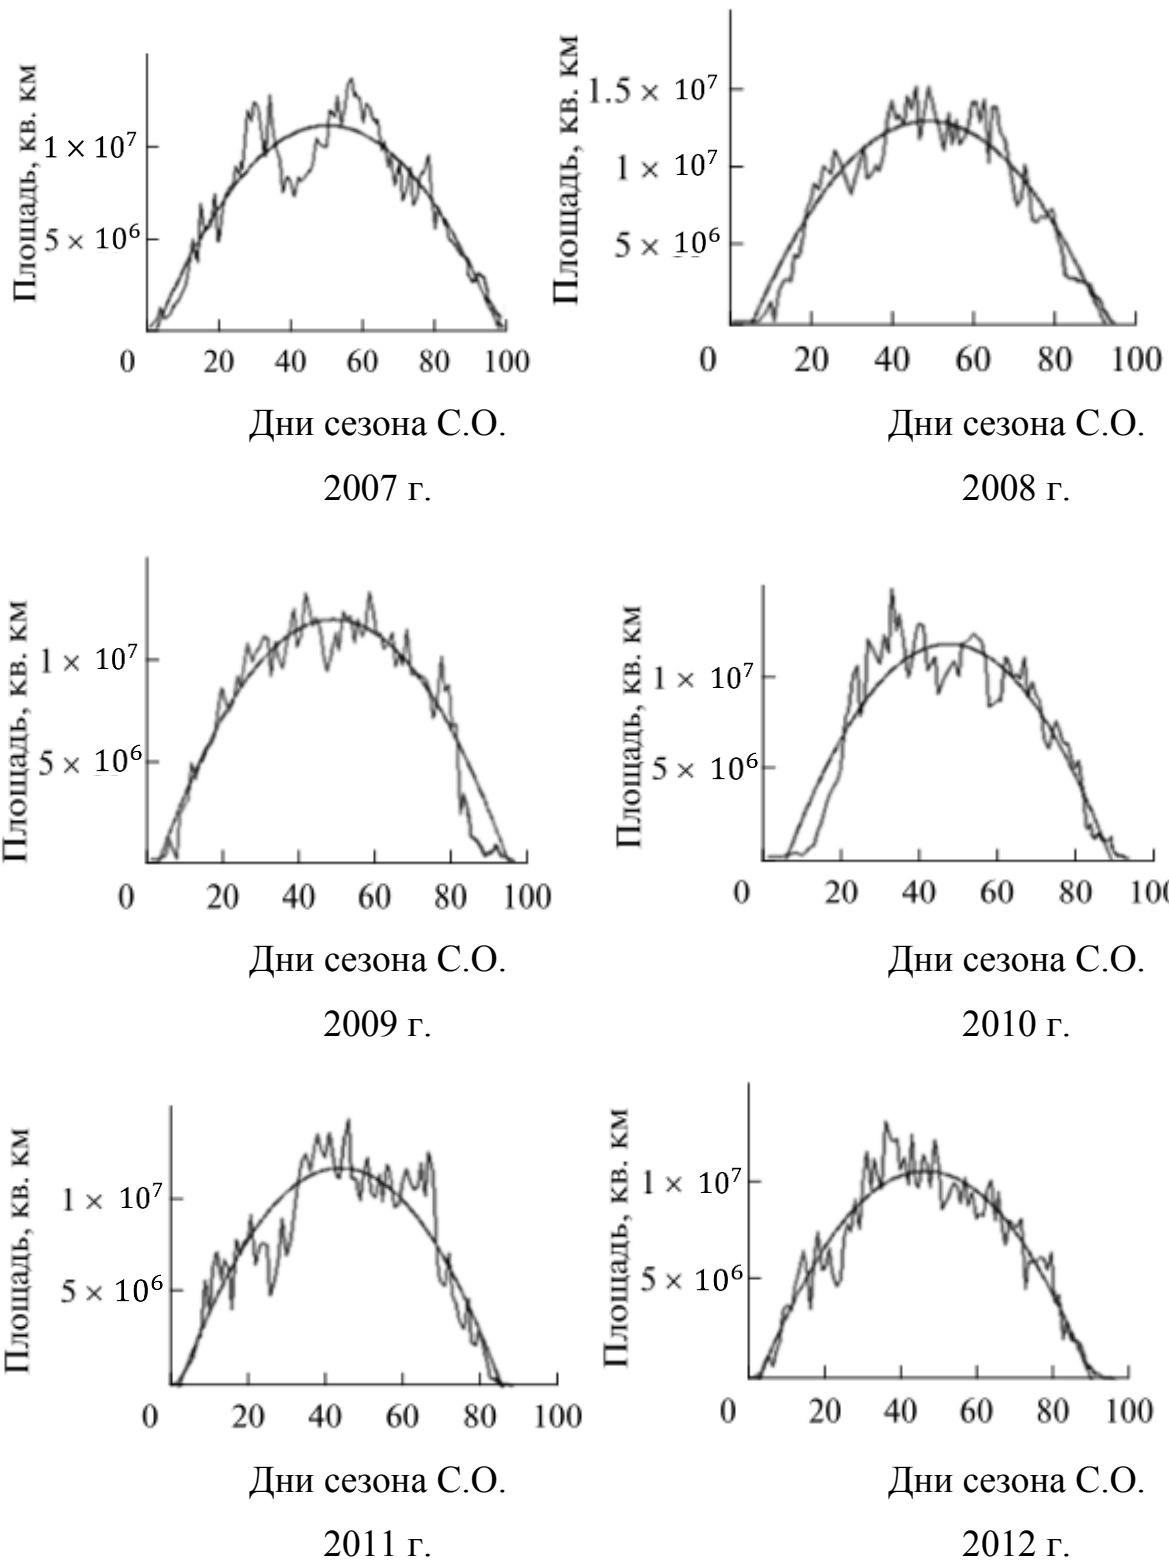 Площадь, кв. км
1 × 10⁷
5 × 10⁶
0 20 40 60 80 100
Дни сезона С.О.
2007 г.
Площадь, кв. км
1.5 × 10⁷
1 × 10⁷
5 × 10⁶
0 20 40 60 80 100
Дни сезона С.О.
2008 г.
Площадь, кв. км
1 × 10⁷
5 × 10⁶
0 20 40 60 80 100
Дни сезона С.О.
2009 г.
Площадь, кв. км
1 × 10⁷
5 × 10⁶
0 20 40 60 80 100
Дни сезона С.О.
2010 г.
Площадь, кв. км
1 × 10⁷
5 × 10⁶
0 20 40 60 80 100
Дни сезона С.О.
2011 г.
Площадь, кв. км
1 × 10⁷
5 × 10⁶
0 20 40 60 80 100
Дни сезона С.О.
2012 г.